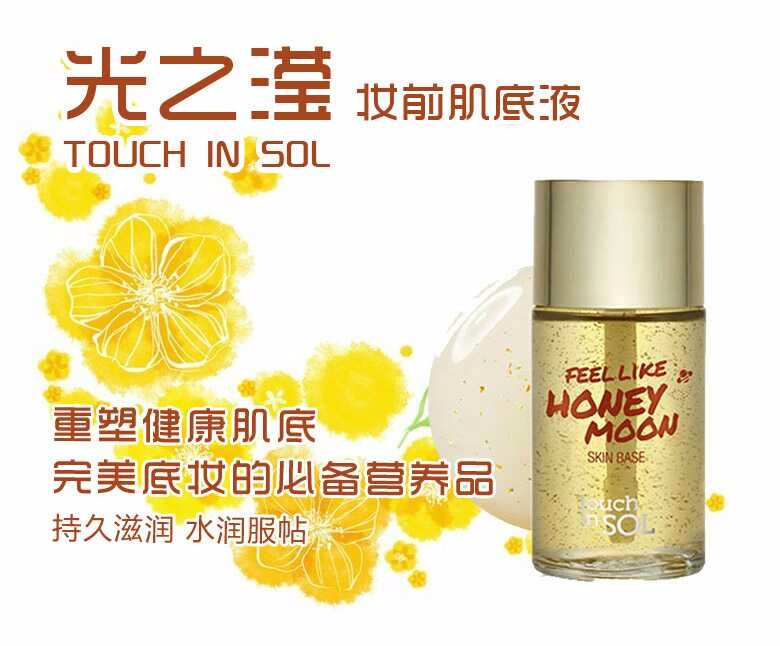 光之滢 妆前肌底液
TOUCH IN SOL
FEEL LIKE
HONEY
MOON
SKIN BASE
touch
in SOL
重塑健康肌底
完美底妆的必备营养品
持久滋润 水润服帖